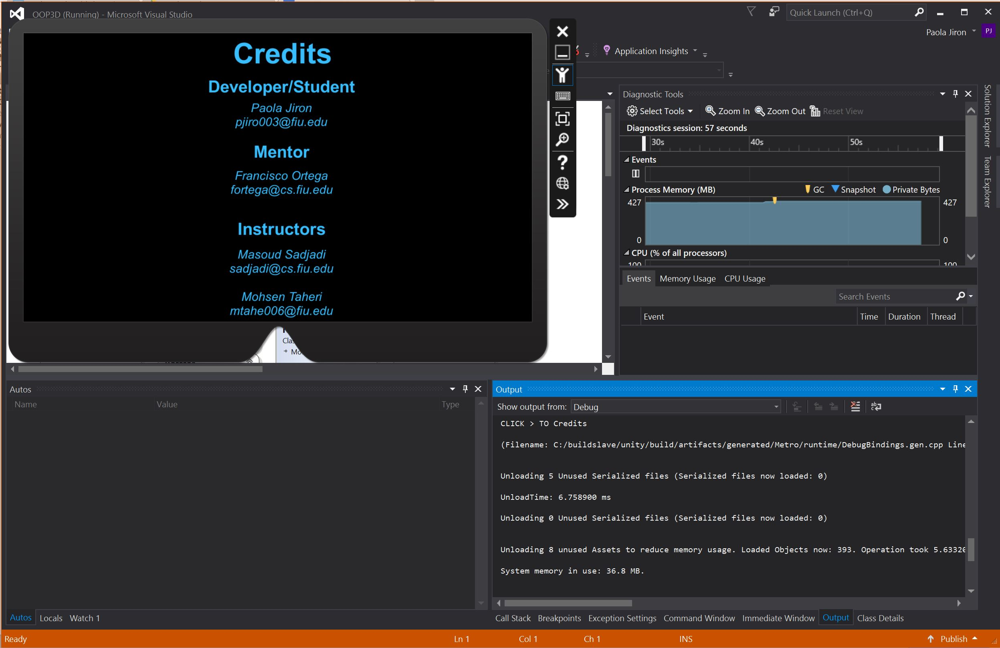 OOP3D (Running) - Microsoft Visual Studio
Quick Launch (Ctrl+Q)
Paola Jiron
PJ
Application Insights
Credits
Developer/Student
Paola Jiron
pjiro003@fiu.edu
Mentor
Francisco Ortega
fortega@cs.fiu.edu
Instructors
Masoud Sadjadi
sadjadi@cs.fiu.edu
Mohsen Taheri
mtahe006@fiu.edu
Diagnostic Tools
Select Tools Zoom In Zoom Out Reset View
Diagnostics session: 57 seconds
30s 40s 50s
Events
Process Memory (MB) GC Snapshot Private Bytes
427 427
0 0
CPU (% of all processors)
100 100
Events Memory Usage CPU Usage
Search Events
Event Time Duration Thread
Solution Explorer
Team Explorer
Autos
Name Value Type
Output
Show output from: Debug
CLICK > TO Credits
(Filename: C:/buildslave/unity/build/artifacts/generated/Metro/runtime/DebugBindings.gen.cpp Line
Unloading 5 Unused Serialized files (Serialized files now loaded: 0)
UnloadTime: 6.758900 ms
Unloading 0 Unused Serialized files (Serialized files now loaded: 0)
Unloading 8 unused Assets to reduce memory usage. Loaded Objects now: 393. Operation took 5.63320
System memory in use: 36.8 MB.
Autos Locals Watch 1
Call Stack Breakpoints Exception Settings Command Window Immediate Window Output Class Details
Ready Ln 1 Col 1 Ch 1 INS Publish